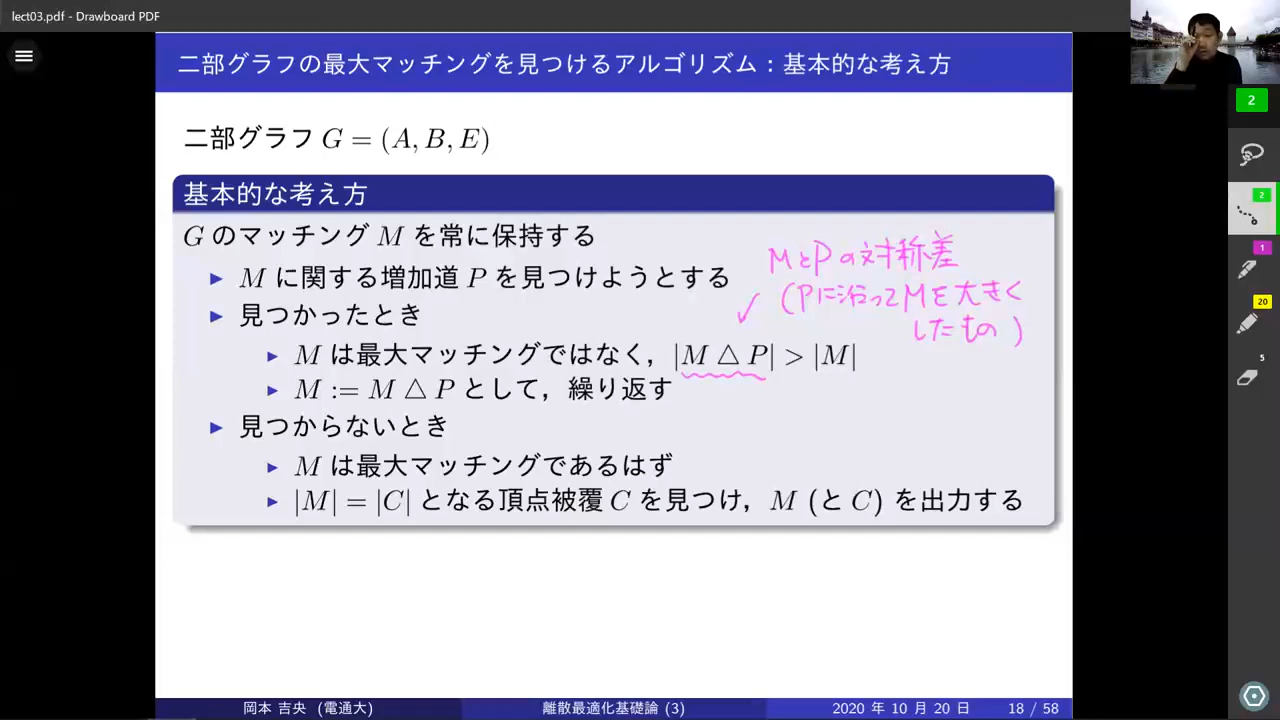 lect03.pdf - Drawboard PDF
二部グラフの最大マッチングを見つけるアルゴリズム：基本的な考え方
二部グラフ G = (A, B, E)
基本的な考え方
G のマッチング M を常に保持する
▶ M に関する増加道 P を見つけようとする
▶ 見つかったとき
▶ M は最大マッチングではなく，|M △ P| > |M|
▶ M := M △ P として，繰り返す
▶ 見つからないとき
▶ M は最大マッチングであるはず
▶ |M| = |C| となる頂点被覆 C を見つけ，M (と C) を出力する
MとPの対称差
(Pに沿ってMを大きく
したもの)
2
2
1
20
5
岡本 吉央 (電通大)
離散最適化基礎論 (3)
2020 年 10 月 20 日
18 / 58